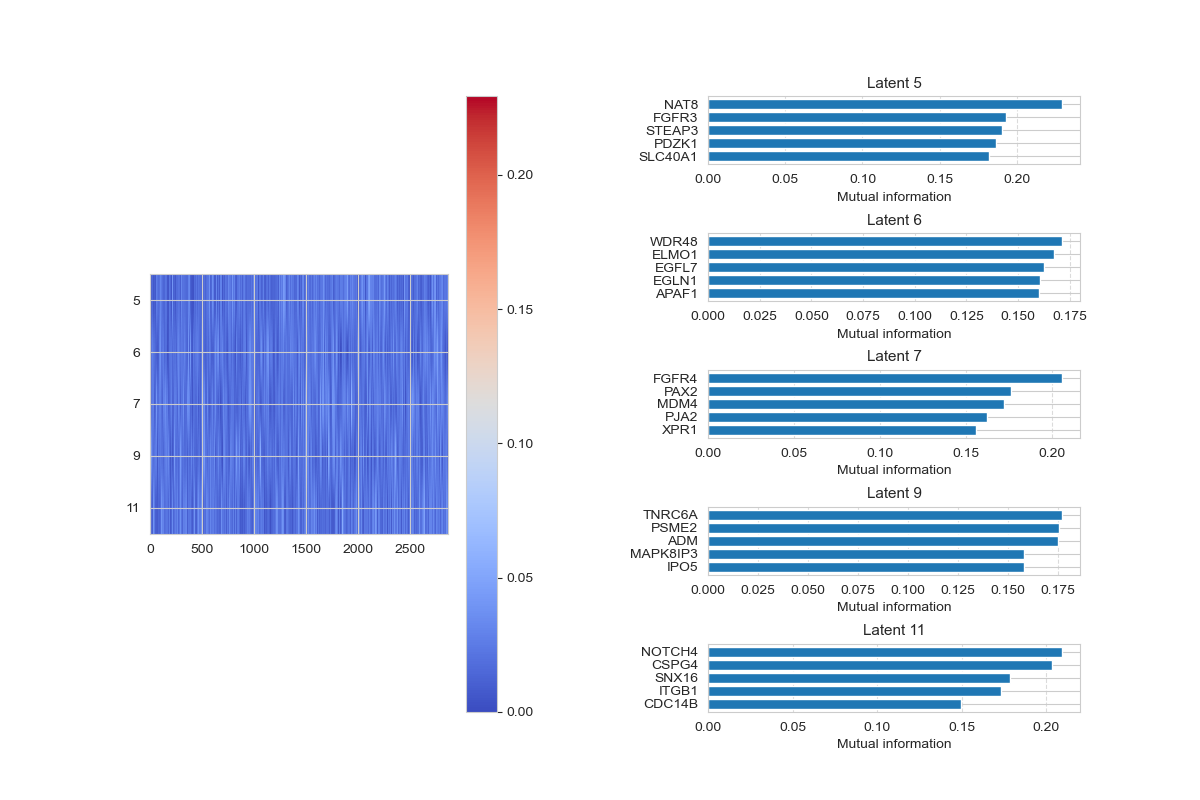 5
6
7
9
11
0 500 1000 1500 2000 2500
0.20
0.15
0.10
0.05
0.00
Latent 5
NAT8
FGFR3
STEAP3
PDZK1
SLC40A1
0.00 0.05 0.10 0.15 0.20
Mutual information
Latent 6
WDR48
ELMO1
EGFL7
EGLN1
APAF1
0.000 0.025 0.050 0.075 0.100 0.125 0.150 0.175
Mutual information
Latent 7
FGFR4
PAX2
MDM4
PJA2
XPR1
0.00 0.05 0.10 0.15 0.20
Mutual information
Latent 9
TNRC6A
PSME2
ADM
MAPK8IP3
IPO5
0.000 0.025 0.050 0.075 0.100 0.125 0.150 0.175
Mutual information
Latent 11
NOTCH4
CSPG4
SNX16
ITGB1
CDC14B
0.00 0.05 0.10 0.15 0.20
Mutual information